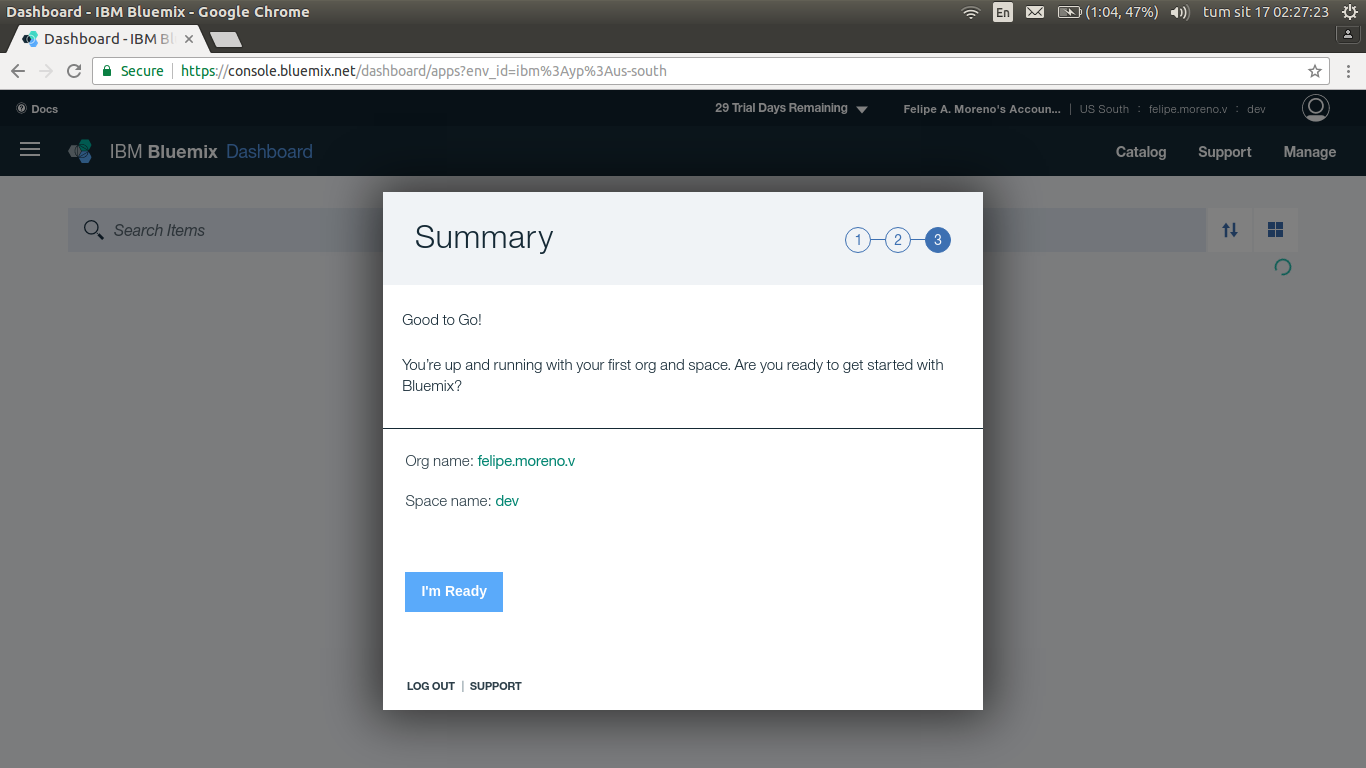 Dashboard - IBM Bluemix - Google Chrome
En
(1:04, 47%)
tum sit 17 02:27:23
Dashboard - IBM Bl
Secure
https://console.bluemix.net/dashboard/apps?env_id=ibm%3Ayp%3Aus-south
Docs
29 Trial Days Remaining
Felipe A. Moreno's Accoun... | US South : felipe.moreno.v : dev
IBM Bluemix Dashboard
Catalog
Support
Manage
Search Items
Summary
1
2
3
Good to Go!
You're up and running with your first org and space. Are you ready to get started with
Bluemix?
Org name: felipe.moreno.v
Space name: dev
I'm Ready
LOG OUT | SUPPORT